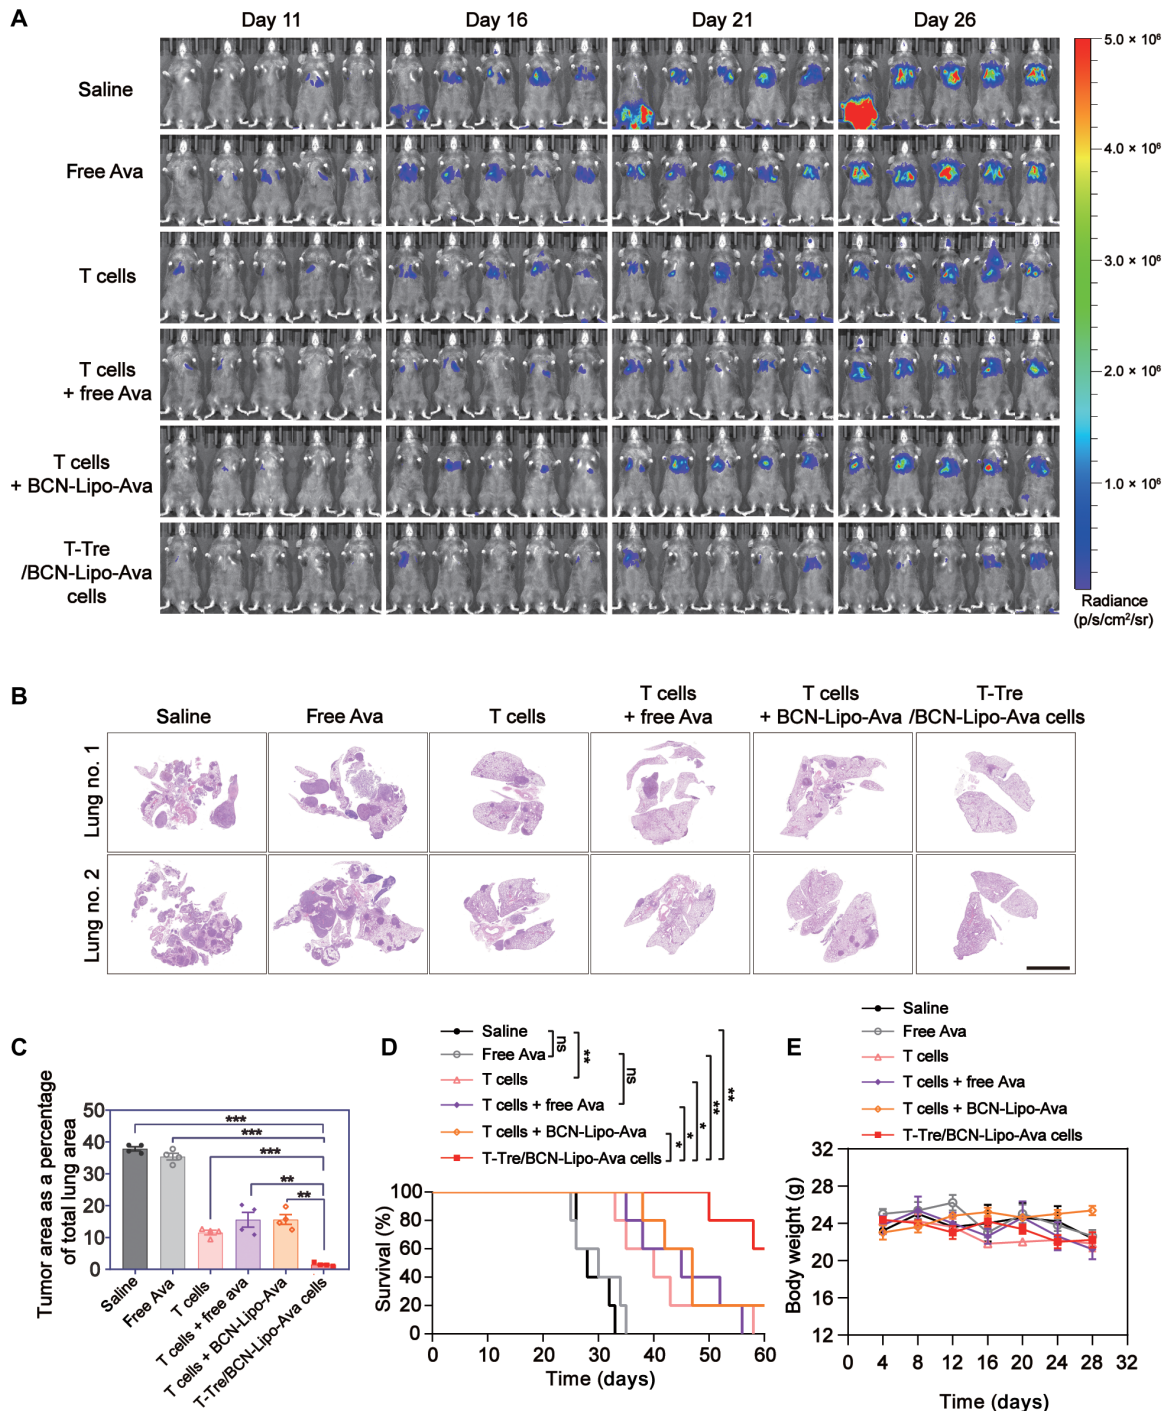 A
Day 11
Day 16
Day 21
Day 26
Saline
Free Ava
T cells
T cells
+ free Ava
T cells
+ BCN-Lipo-Ava
T-Tre
/BCN-Lipo-Ava
cells
5.0 × 10⁶
4.0 × 10⁶
3.0 × 10⁶
2.0 × 10⁶
1.0 × 10⁶
Radiance
(p/s/cm²/sr)
B
Saline
Free Ava
T cells
T cells
+ free Ava
T cells
+ BCN-Lipo-Ava
T-Tre
/BCN-Lipo-Ava cells
Lung no. 1
Lung no. 2
C
Tumor area as a percentage
of total lung area
50
40
30
20
10
0
***
***
***
**
**
Saline
Free Ava
T cells
T cells + free ava
T cells + BCN-Lipo-Ava
T-Tre/BCN-Lipo-Ava cells
D
Saline
Free Ava
T cells
T cells + free Ava
T cells + BCN-Lipo-Ava
T-Tre/BCN-Lipo-Ava cells
ns
**
ns
*
*
*
**
**
Survival (%)
100
80
60
40
20
0
0
10
20
30
40
50
60
Time (days)
E
Saline
Free Ava
T cells
T cells + free Ava
T cells + BCN-Lipo-Ava
T-Tre/BCN-Lipo-Ava cells
Body weight (g)
32
28
24
20
16
12
0
4
8
12
16
20
24
28
32
Time (days)